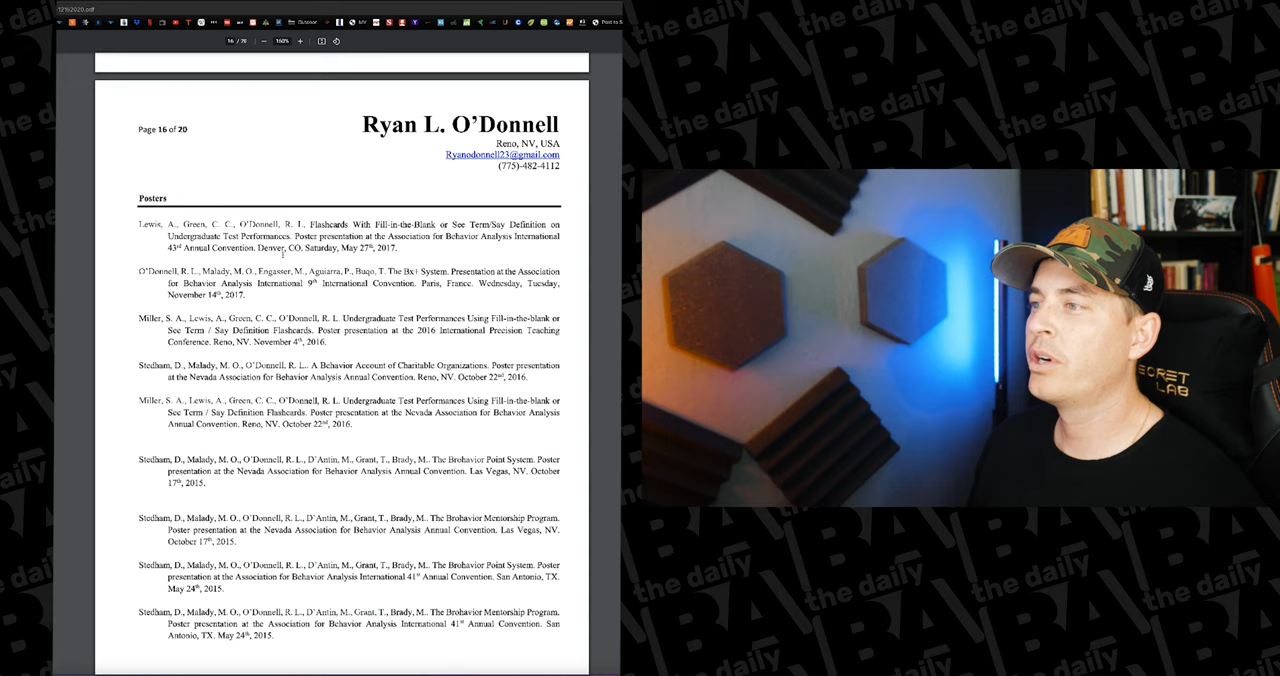 1216/2020.pdf
Outdoor
MV
Post to S
16 / 20
150%
Page 16 of 20
Ryan L. O'Donnell
Reno, NV, USA
Ryanodonnell23@gmail.com
(775)-482-4112
Posters
Lewis, A., Green, C. C., O'Donnell, R. L. Flashcards With Fill-in-the-Blank or See Term/Say Definition on
Undergraduate Test Performances. Poster presentation at the Association for Behavior Analysis International
43rd Annual Convention. Denver, CO. Saturday, May 27th, 2017.
O'Donnell, R. L., Malady, M. O., Engasser, M., Aguiarra, P., Buqo, T. The Bx+ System. Presentation at the Association
for Behavior Analysis International 9th International Convention. Paris, France. Wednesday, Tuesday,
November 14th, 2017.
Miller, S. A., Lewis, A., Green, C. C., O'Donnell, R. L. Undergraduate Test Performances Using Fill-in-the-blank or
See Term / Say Definition Flashcards. Poster presentation at the 2016 International Precision Teaching
Conference. Reno, NV. November 4th, 2016.
Stedham, D., Malady, M. O., O'Donnell, R. L.. A Behavior Account of Charitable Organizations. Poster presentation
at the Nevada Association for Behavior Analysis Annual Convention. Reno, NV. October 22nd, 2016.
Miller, S. A., Lewis, A., Green, C. C., O'Donnell, R. L. Undergraduate Test Performances Using Fill-in-the-blank or
See Term / Say Definition Flashcards. Poster presentation at the Nevada Association for Behavior Analysis
Annual Convention. Reno, NV. October 22nd, 2016.
Stedham, D., Malady, M. O., O'Donnell, R. L., D'Antin, M., Grant, T., Brady, M.. The Brohavior Point System. Poster
presentation at the Nevada Association for Behavior Analysis Annual Convention. Las Vegas, NV. October
17th, 2015.
Stedham, D., Malady, M. O., O'Donnell, R. L., D'Antin, M., Grant, T., Brady, M.. The Brohavior Mentorship Program.
Poster presentation at the Nevada Association for Behavior Analysis Annual Convention. Las Vegas, NV.
October 17th, 2015.
Stedham, D., Malady, M. O., O'Donnell, R. L., D'Antin, M., Grant, T., Brady, M.. The Brohavior Point System. Poster
presentation at the Association for Behavior Analysis International 41st Annual Convention. San Antonio, TX.
May 24th, 2015.
Stedham, D., Malady, M. O., O'Donnell, R. L., D'Antin, M., Grant, T., Brady, M.. The Brohavior Mentorship Program.
Poster presentation at the Association for Behavior Analysis International 41st Annual Convention. San
Antonio, TX. May 24th, 2015.
SECRET
LAB
the daily
BA